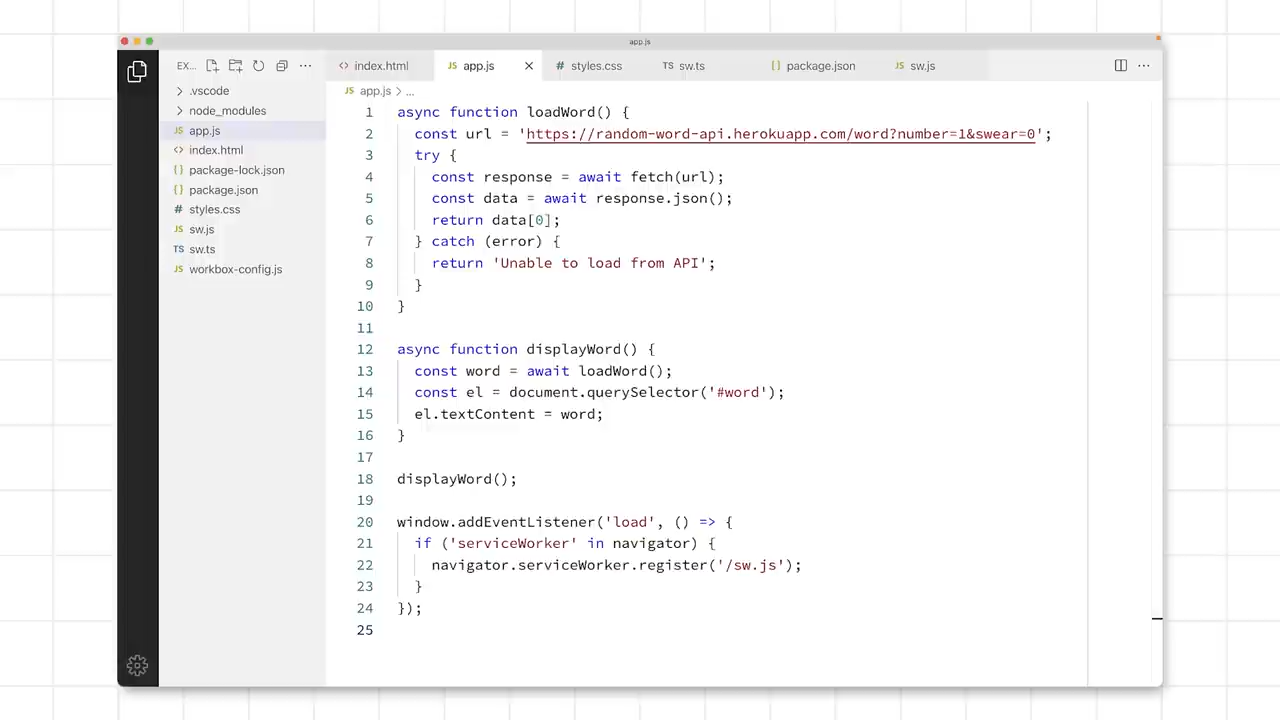 app.js
EX... ...
<> index.html
JS app.js ×
# styles.css
TS sw.ts
{} package.json
JS sw.js
...
JS app.js > ...
> .vscode
> node_modules
JS app.js
<> index.html
{} package-lock.json
{} package.json
# styles.css
JS sw.js
TS sw.ts
JS workbox-config.js
1 async function loadWord() {
2 const url = 'https://random-word-api.herokuapp.com/word?number=1&swear=0';
3 try {
4 const response = await fetch(url);
5 const data = await response.json();
6 return data[0];
7 } catch (error) {
8 return 'Unable to load from API';
9 }
10 }
11
12 async function displayWord() {
13 const word = await loadWord();
14 const el = document.querySelector('#word');
15 el.textContent = word;
16 }
17
18 displayWord();
19
20 window.addEventListener('load', () => {
21 if ('serviceWorker' in navigator) {
22 navigator.serviceWorker.register('/sw.js');
23 }
24 });
25